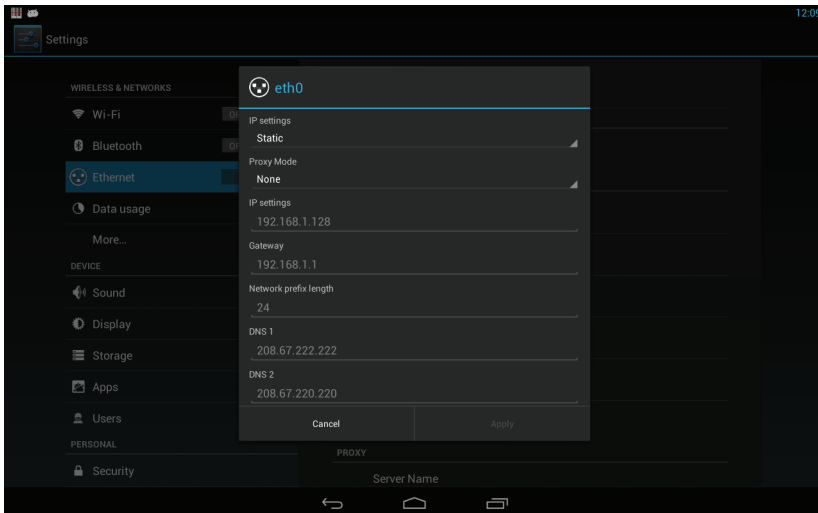 12:09
Settings
WIRELESS & NETWORKS
Wi-Fi
Bluetooth
Ethernet
Data usage
More...
DEVICE
Sound
Display
Storage
Apps
Users
PERSONAL
Security
eth0
IP settings
Static
Proxy Mode
None
IP settings
192.168.1.128
Gateway
192.168.1.1
Network prefix length
24
DNS 1
208.67.222.222
DNS 2
208.67.220.220
Cancel Apply
PROXY
Server Name